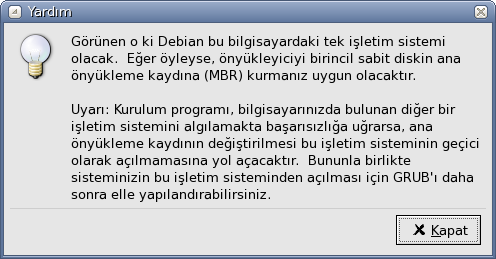 Yardım
Görünen o ki Debian bu bilgisayardaki tek işletim sistemi
olacak.  Eğer öyleyse, önyükleyiciyi birincil sabit diskin ana
önyükleme kaydına (MBR) kurmanız uygun olacaktır.

Uyarı: Kurulum programı, bilgisayarınızda bulunan diğer bir
işletim sistemini algılamakta başarısızlığa uğrarsa, ana
önyükleme kaydının değiştirilmesi bu işletim sisteminin geçici
olarak açılmamasına yol açacaktır.  Bununla birlikte
sisteminizin bu işletim sisteminden açılması için GRUB'ı daha
sonra elle yapılandırabilirsiniz.
Kapat